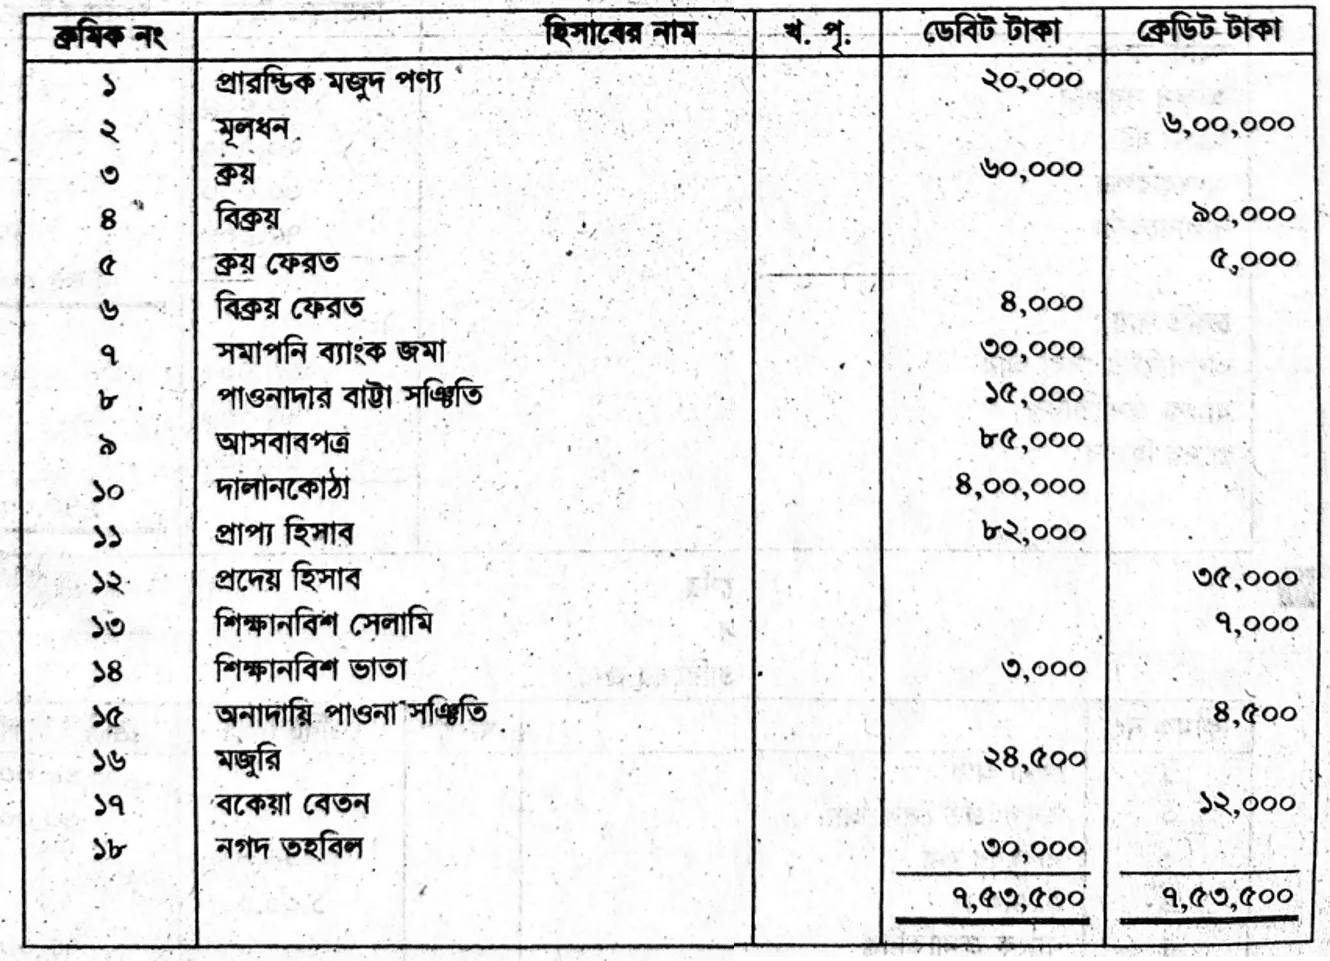 ক্রমিক নং হিসাবের নাম খ. পৃ. ডেবিট টাকা ক্রেডিট টাকা
১ প্রারম্ভিক মজুদ পণ্য ২০,০০০
২ মূলধন ৬,০০,০০০
৩ ক্রয় ৬০,০০০
৪ বিক্রয় ৯০,০০০
৫ ক্রয় ফেরত ৫,০০০
৬ বিক্রয় ফেরত ৪,০০০
৭ সমাপনি ব্যাংক জমা ৩০,০০০
৮ পাওনাদার বাট্টা সঞ্চিতি ১৫,০০০
৯ আসবাবপত্র ৮৫,০০০
১০ দালানকোঠা ৪,০০,০০০
১১ প্রাপ্য হিসাব ৮২,০০০
১২ প্রদেয় হিসাব ৩৫,০০০
১৩ শিক্ষানবিশ সেলামি ৭,০০০
১৪ শিক্ষানবিশ ভাতা ৩,০০০
১৫ অনাদায়ি পাওনা সঞ্চিতি ৪,৫০০
১৬ মজুরি ২৪,৫০০
১৭ বকেয়া বেতন ১২,০০০
১৮ নগদ তহবিল ৩০,০০০
৭,৫৩,৫০০ ৭,৫৩,৫০০